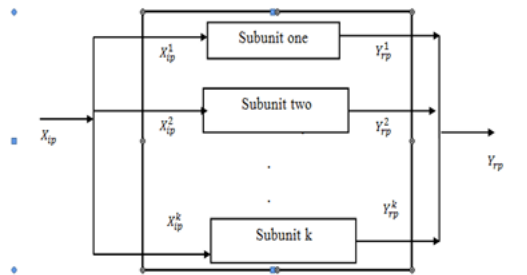 Subunit one
X_{ip}^{1}
Y_{rp}^{1}
Subunit two
X_{ip}^{2}
Y_{rp}^{2}
X_{ip}
Y_{rp}
.
.
X_{ip}^{k}
Y_{rp}^{k}
Subunit k